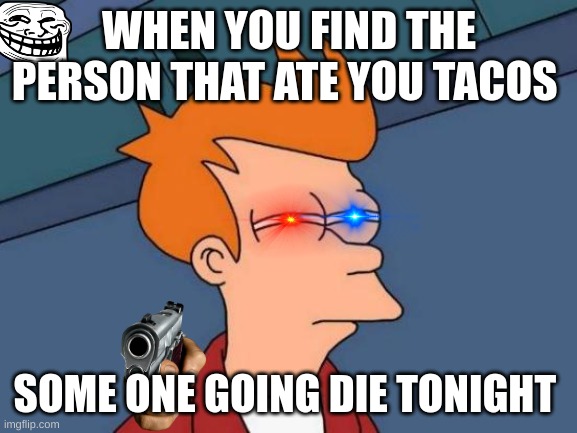 WHEN YOU FIND THE
PERSON THAT ATE YOU TACOS
SOME ONE GOING DIE TONIGHT
imgflip.com